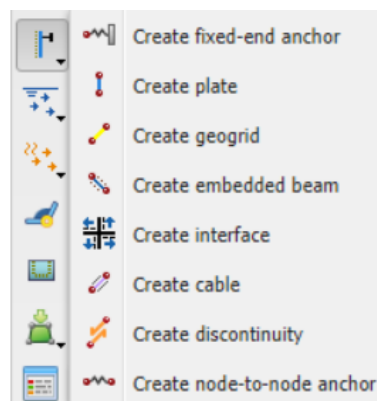 Create fixed-end anchor
Create plate
Create geogrid
Create embedded beam
Create interface
Create cable
Create discontinuity
Create node-to-node anchor